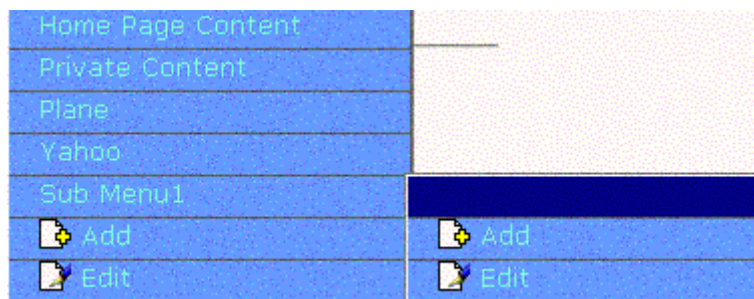 Home Page Content
Private Content
Plane
Yahoo
Sub Menu1
Add
Edit
Add
Edit